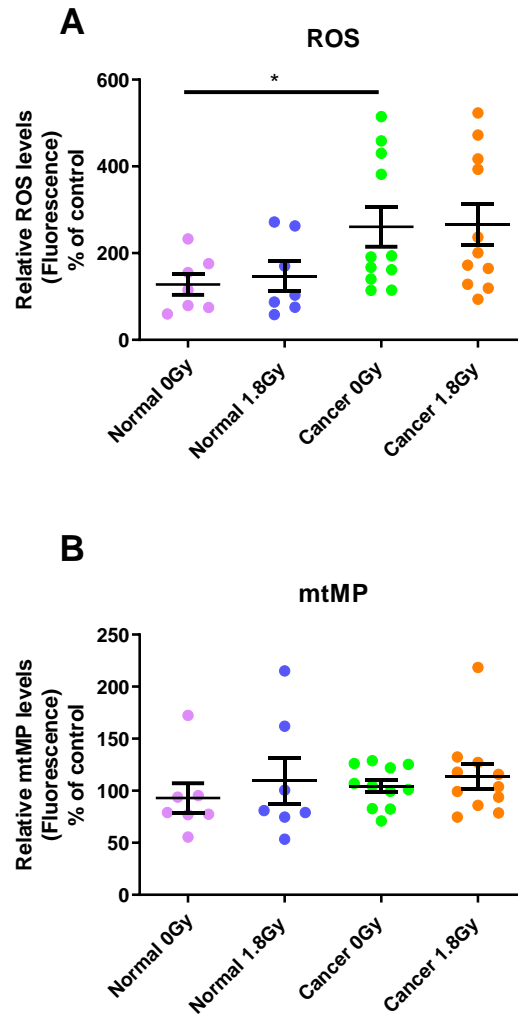 A
ROS
*
Relative ROS levels
(Fluorescence)
% of control
600
400
200
0
Normal 0Gy
Normal 1.8Gy
Cancer 0Gy
Cancer 1.8Gy
B
mtMP
Relative mtMP levels
(Fluorescence)
% of control
250
200
150
100
50
0
Normal 0Gy
Normal 1.8Gy
Cancer 0Gy
Cancer 1.8Gy